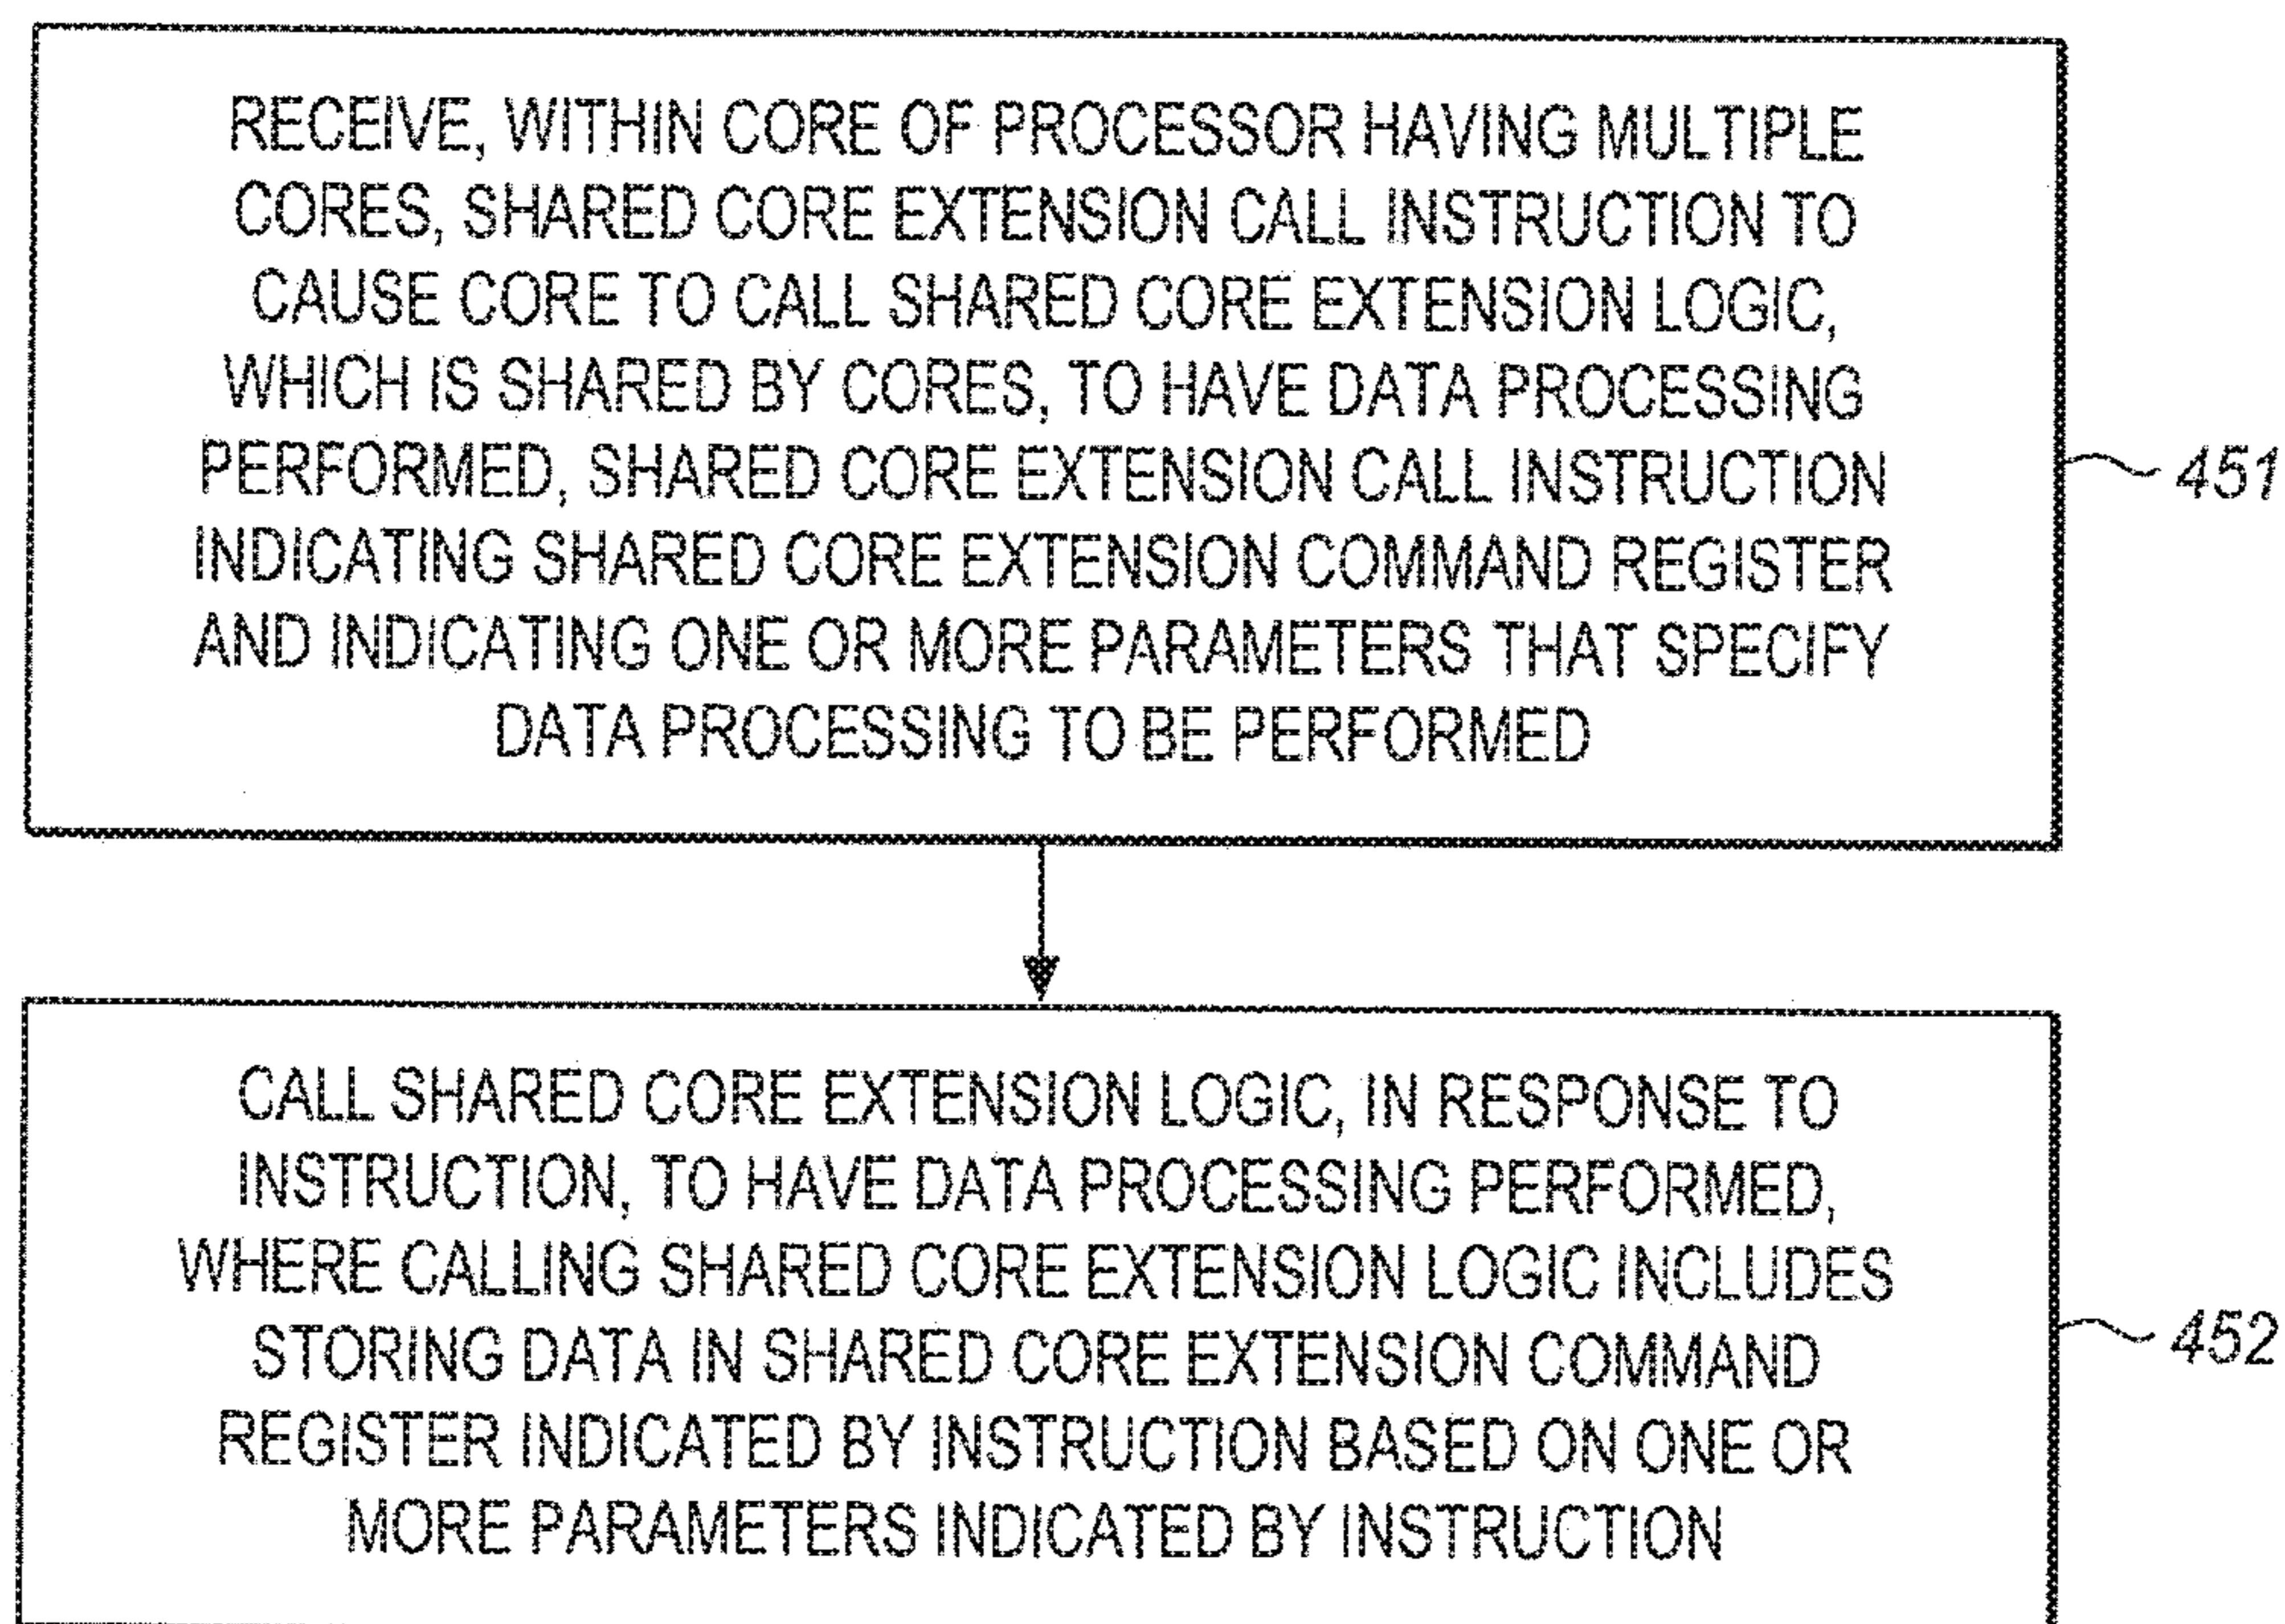 RECEIVE, WITHIN CORE OF PROCESSOR HAVING MULTIPLE
CORES, SHARED CORE EXTENSION CALL INSTRUCTION TO
CAUSE CORE TO CALL SHARED CORE EXTENSION LOGIC,
WHICH IS SHARED BY CORES, TO HAVE DATA PROCESSING
PERFORMED, SHARED CORE EXTENSION CALL INSTRUCTION
INDICATING SHARED CORE EXTENSION COMMAND REGISTER
AND INDICATING ONE OR MORE PARAMETERS THAT SPECIFY
DATA PROCESSING TO BE PERFORMED
451
CALL SHARED CORE EXTENSION LOGIC, IN RESPONSE TO
INSTRUCTION, TO HAVE DATA PROCESSING PERFORMED,
WHERE CALLING SHARED CORE EXTENSION LOGIC INCLUDES
STORING DATA IN SHARED CORE EXTENSION COMMAND
REGISTER INDICATED BY INSTRUCTION BASED ON ONE OR
MORE PARAMETERS INDICATED BY INSTRUCTION
452